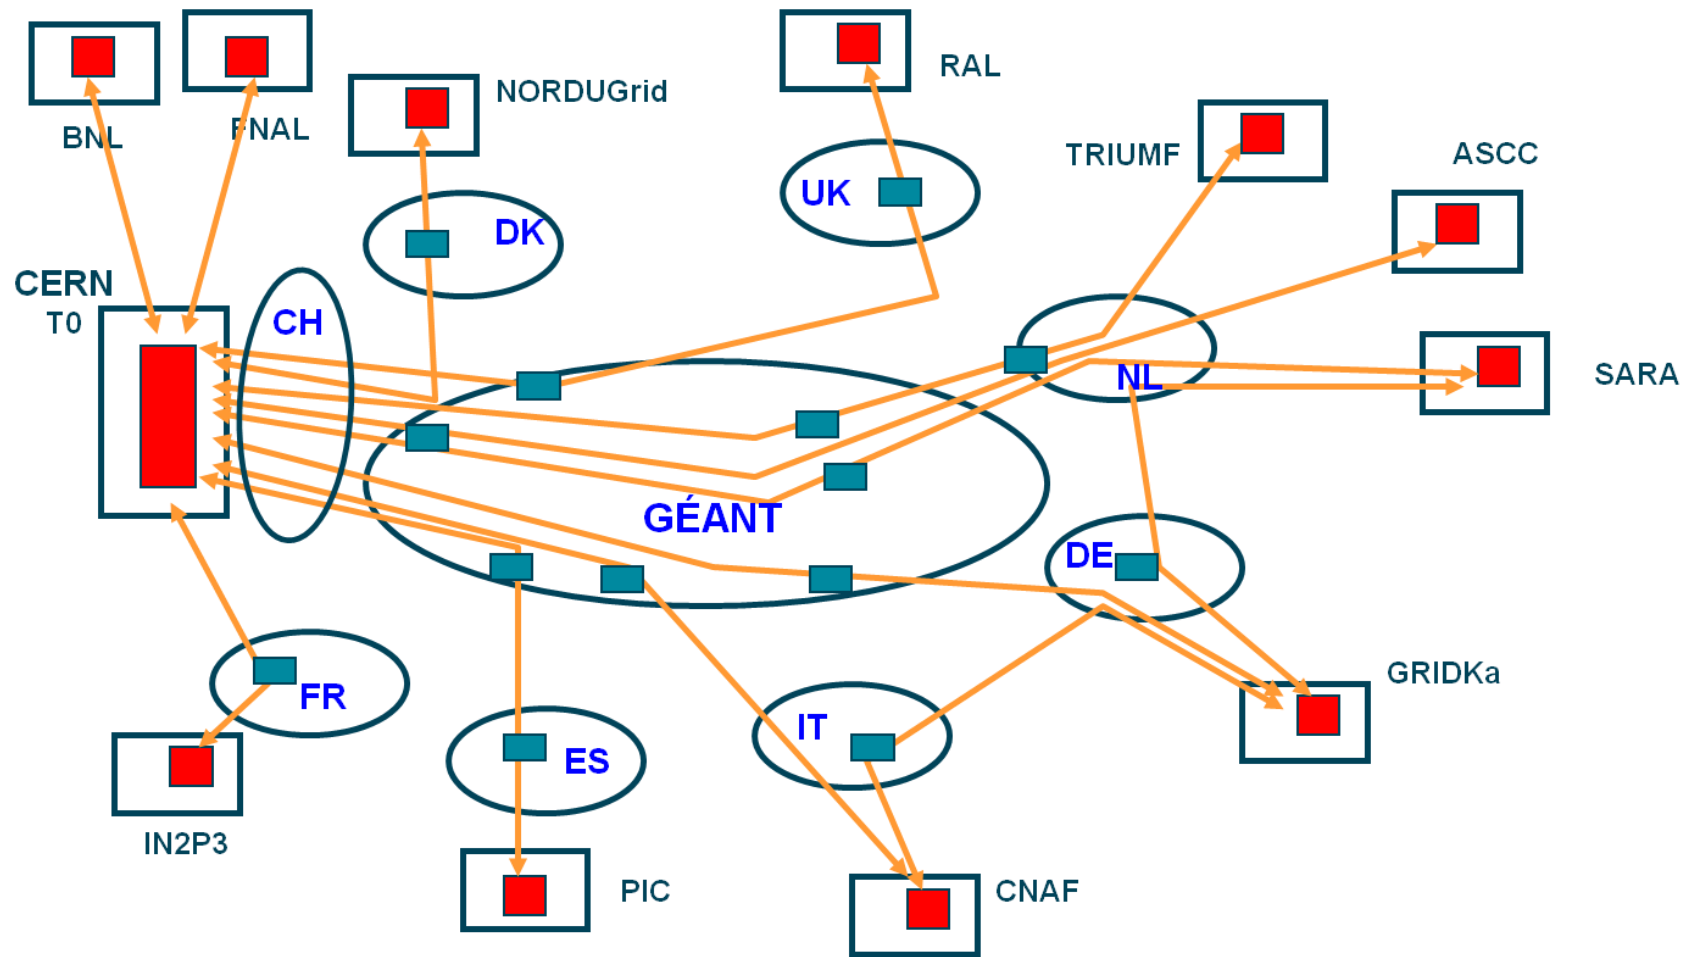 BNL
FNAL
NORDUGrid
RAL
TRIUMF
ASCC
UK
DK
CERN
T0
CH
NL
SARA
GÉANT
DE
GRIDKa
FR
IT
ES
IN2P3
PIC
CNAF